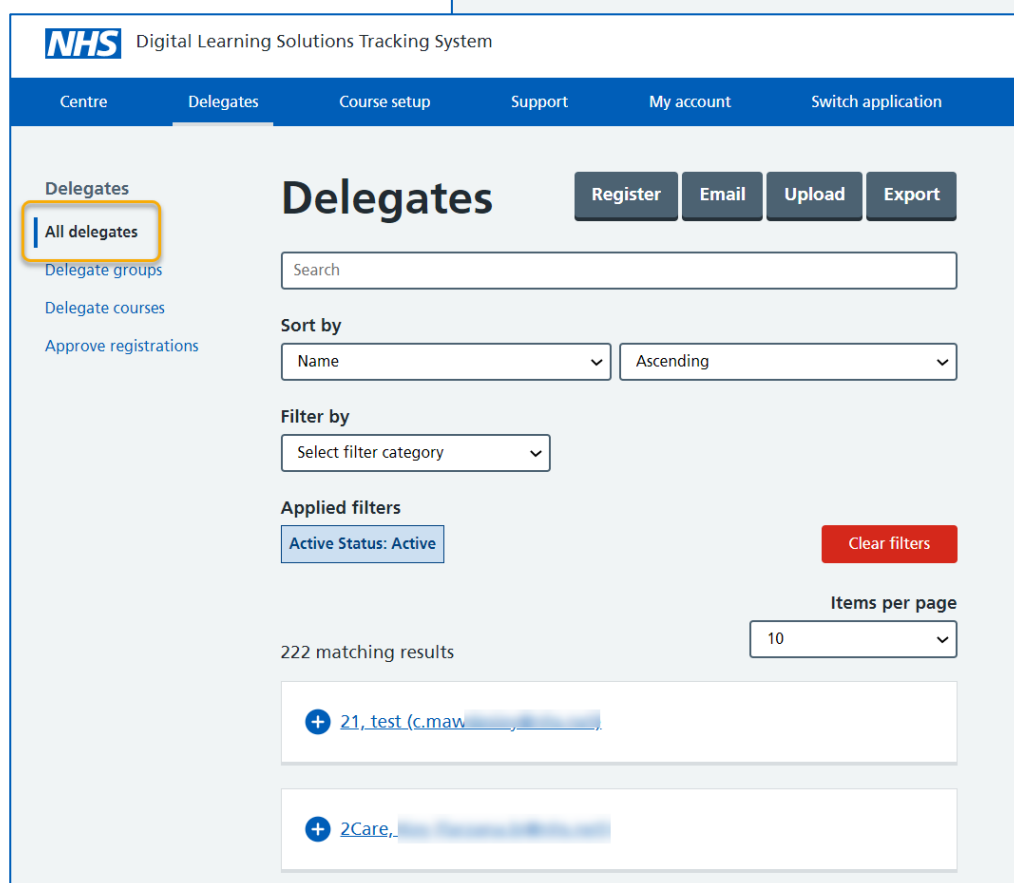 NHS Digital Learning Solutions Tracking System
Centre Delegates Course setup Support My account Switch application
Delegates
All delegates
Delegate groups
Delegate courses
Approve registrations
Delegates
Register Email Upload Export
Search
Sort by
Name Ascending
Filter by
Select filter category
Applied filters
Active Status: Active Clear filters
Items per page
10
222 matching results
21, test (c.maw
2Care,